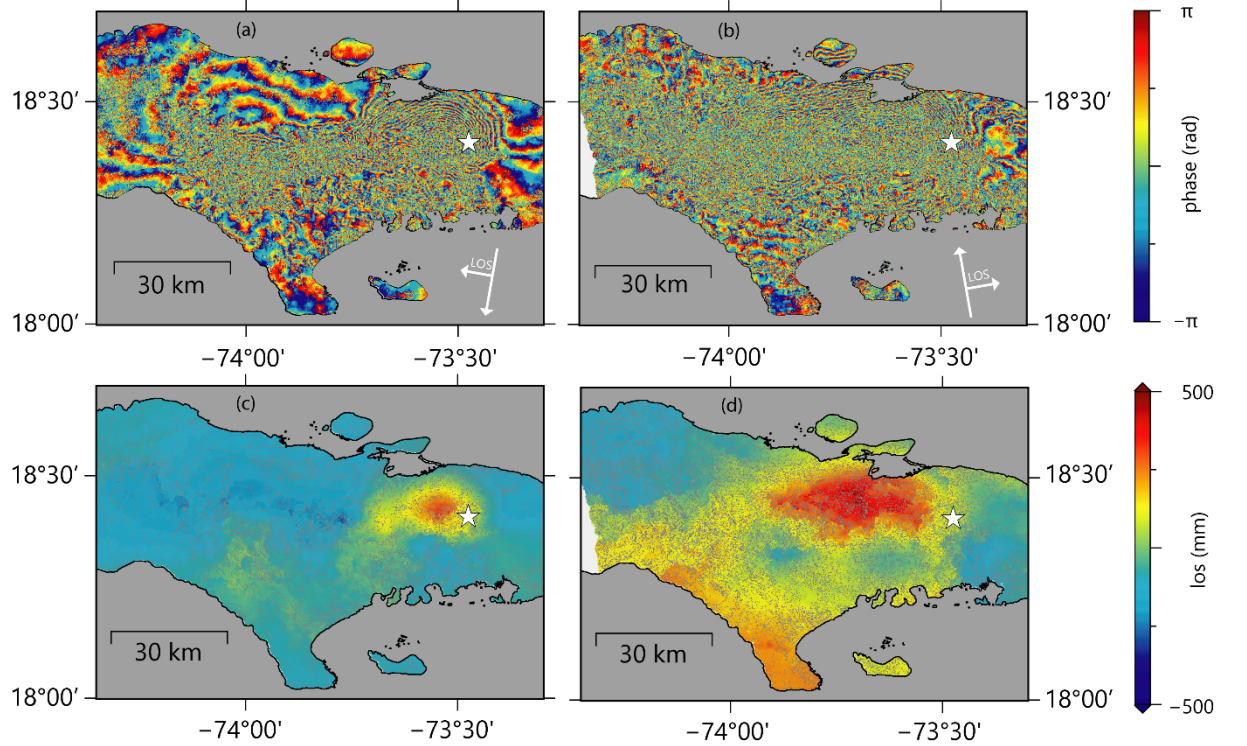 (a)
(b)
π
18°30′
18°30′
phase (rad)
LOS
LOS
30 km
30 km
18°00′
18°00′
−π
−74°00′
−73°30′
−74°00′
−73°30′
(c)
(d)
500
18°30′
18°30′
los (mm)
30 km
30 km
18°00′
18°00′
−500
−74°00′
−73°30′
−74°00′
−73°30′